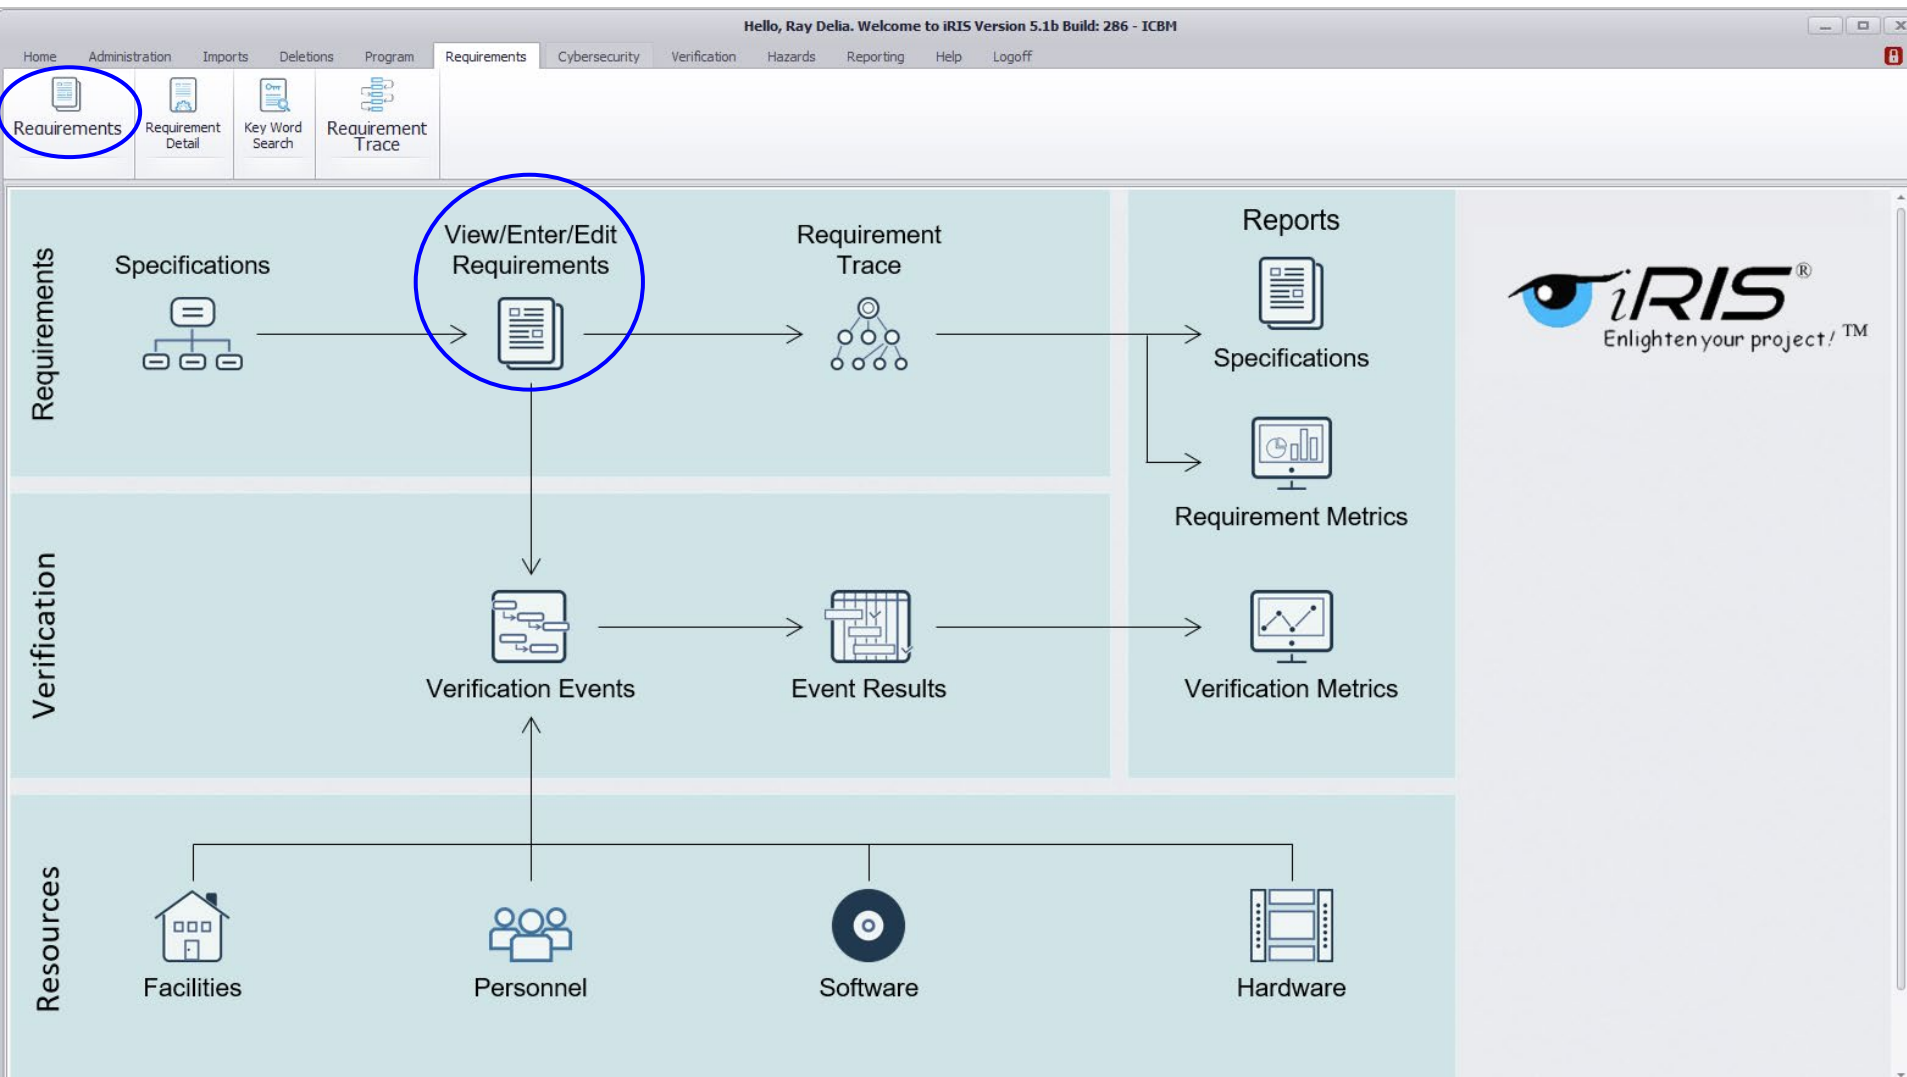 Hello, Ray Delia. Welcome to iRIS Version 5.1b Build: 286 - ICBM
Home Administration Imports Deletions Program Requirements Cybersecurity Verification Hazards Reporting Help Logoff
Requirements
Requirement
Detail
Key Word
Search
Requirement
Trace
Requirements
Specifications
View/Enter/Edit
Requirements
Requirement
Trace
Reports
Specifications
Requirement Metrics
iRIS®
Enlighten your project! TM
Verification
Verification Events
Event Results
Verification Metrics
Resources
Facilities
Personnel
Software
Hardware